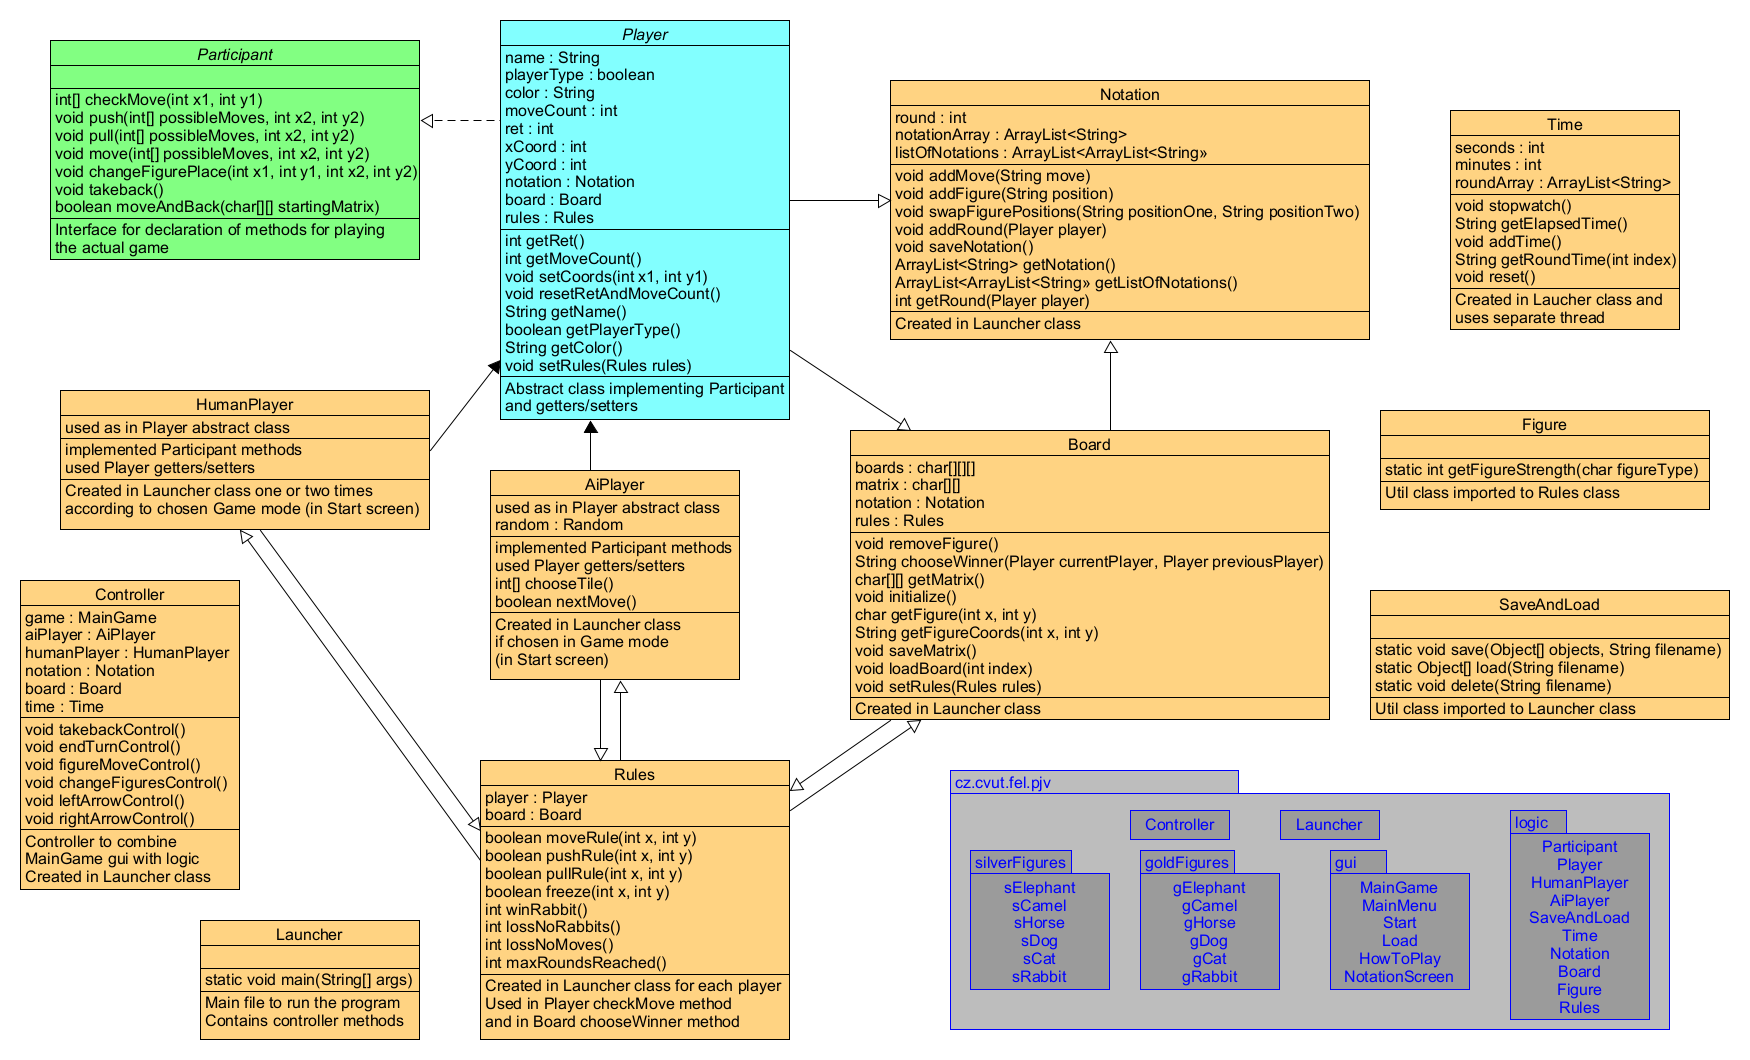 Participant
int[] checkMove(int x1, int y1)
void push(int[] possibleMoves, int x2, int y2)
void pull(int[] possibleMoves, int x2, int y2)
void move(int[] possibleMoves, int x2, int y2)
void changeFigurePlace(int x1, int y1, int x2, int y2)
void takeback()
boolean moveAndBack(char[][] startingMatrix)
Interface for declaration of methods for playing
the actual game
Player
name : String
playerType : boolean
color : String
moveCount : int
ret : int
xCoord : int
yCoord : int
notation : Notation
board : Board
rules : Rules
int getRet()
int getMoveCount()
void setCoords(int x1, int y1)
void resetRetAndMoveCount()
String getName()
boolean getPlayerType()
String getColor()
void setRules(Rules rules)
Abstract class implementing Participant
and getters/setters
Notation
round : int
notationArray : ArrayList<String>
listOfNotations : ArrayList<ArrayList<String»
void addMove(String move)
void addFigure(String position)
void swapFigurePositions(String positionOne, String positionTwo)
void addRound(Player player)
void saveNotation()
ArrayList<String> getNotation()
ArrayList<ArrayList<String» getListOfNotations()
int getRound(Player player)
Created in Launcher class
Time
seconds : int
minutes : int
roundArray : ArrayList<String>
void stopwatch()
String getElapsedTime()
void addTime()
String getRoundTime(int index)
void reset()
Created in Laucher class and
uses separate thread
HumanPlayer
used as in Player abstract class
implemented Participant methods
used Player getters/setters
Created in Launcher class one or two times
according to chosen Game mode (in Start screen)
AiPlayer
used as in Player abstract class
random : Random
implemented Participant methods
used Player getters/setters
int[] chooseTile()
boolean nextMove()
Created in Launcher class
if chosen in Game mode
(in Start screen)
Board
boards : char[][][]
matrix : char[][]
notation : Notation
rules : Rules
void removeFigure()
String chooseWinner(Player currentPlayer, Player previousPlayer)
char[][] getMatrix()
void initialize()
char getFigure(int x, int y)
String getFigureCoords(int x, int y)
void saveMatrix()
void loadBoard(int index)
void setRules(Rules rules)
Created in Launcher class
Figure
static int getFigureStrength(char figureType)
Util class imported to Rules class
SaveAndLoad
static void save(Object[] objects, String filename)
static Object[] load(String filename)
static void delete(String filename)
Util class imported to Launcher class
Controller
game : MainGame
aiPlayer : AiPlayer
humanPlayer : HumanPlayer
notation : Notation
board : Board
time : Time
void takebackControl()
void endTurnControl()
void figureMoveControl()
void changeFiguresControl()
void leftArrowControl()
void rightArrowControl()
Controller to combine
MainGame gui with logic
Created in Launcher class
Launcher
static void main(String[] args)
Main file to run the program
Contains controller methods
Rules
player : Player
board : Board
boolean moveRule(int x, int y)
boolean pushRule(int x, int y)
boolean pullRule(int x, int y)
boolean freeze(int x, int y)
int winRabbit()
int lossNoRabbits()
int lossNoMoves()
int maxRoundsReached()
Created in Launcher class for each player
Used in Player checkMove method
and in Board chooseWinner method
cz.cvut.fel.pjv
Controller
Launcher
silverFigures
sElephant
sCamel
sHorse
sDog
sCat
sRabbit
goldFigures
gElephant
gCamel
gHorse
gDog
gCat
gRabbit
gui
MainGame
MainMenu
Start
Load
HowToPlay
NotationScreen
logic
Participant
Player
HumanPlayer
AiPlayer
SaveAndLoad
Time
Notation
Board
Figure
Rules